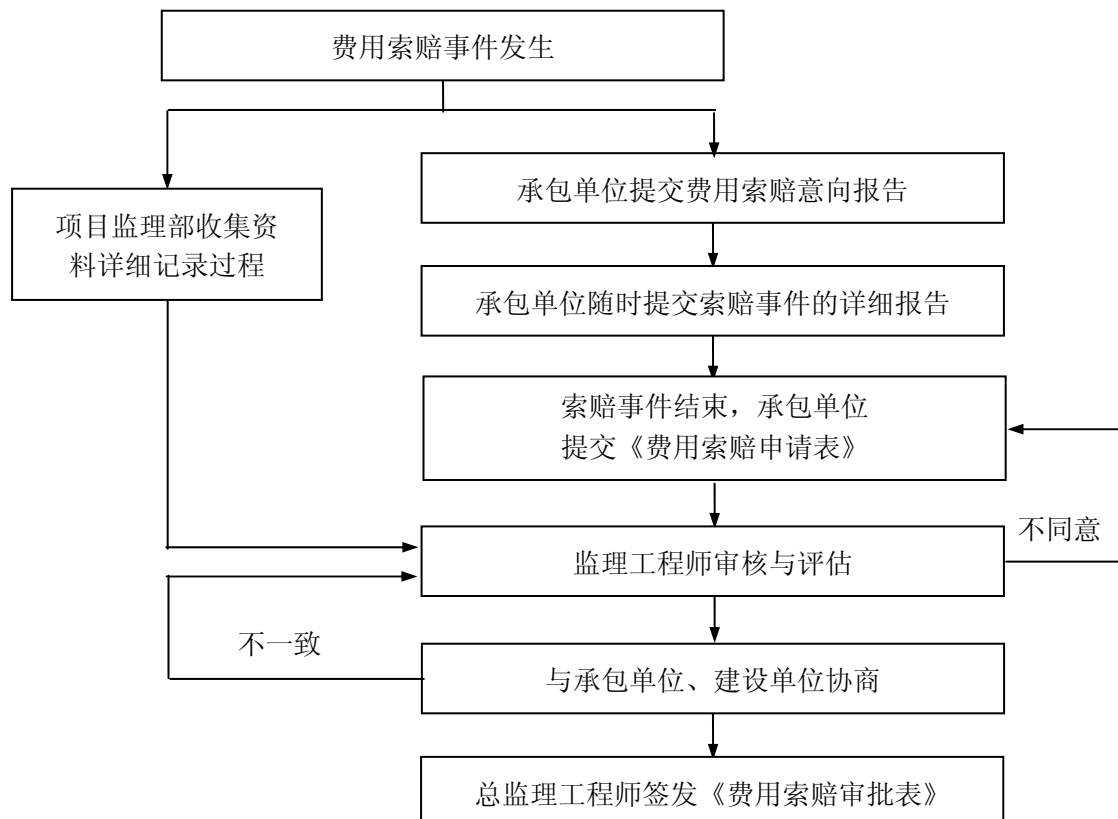 费用索赔事件发生
承包单位提交费用索赔意向报告
项目监理部收集资
料详细记录过程
承包单位随时提交索赔事件的详细报告
索赔事件结束，承包单位
提交《费用索赔申请表》
不同意
监理工程师审核与评估
不一致
与承包单位、建设单位协商
总监理工程师签发《费用索赔审批表》